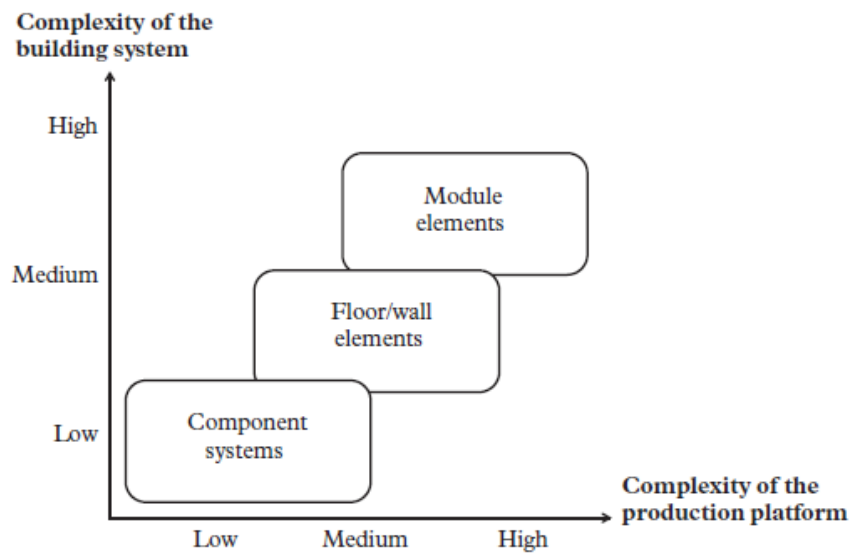 Complexity of the
building system
High
Module
elements
Medium
Floor/wall
elements
Component
systems
Low
Complexity of the
production platform
Low
Medium
High